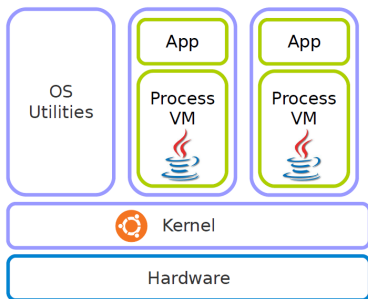 OS
Utilities
App
Process
VM
App
Process
VM
Kernel
Hardware